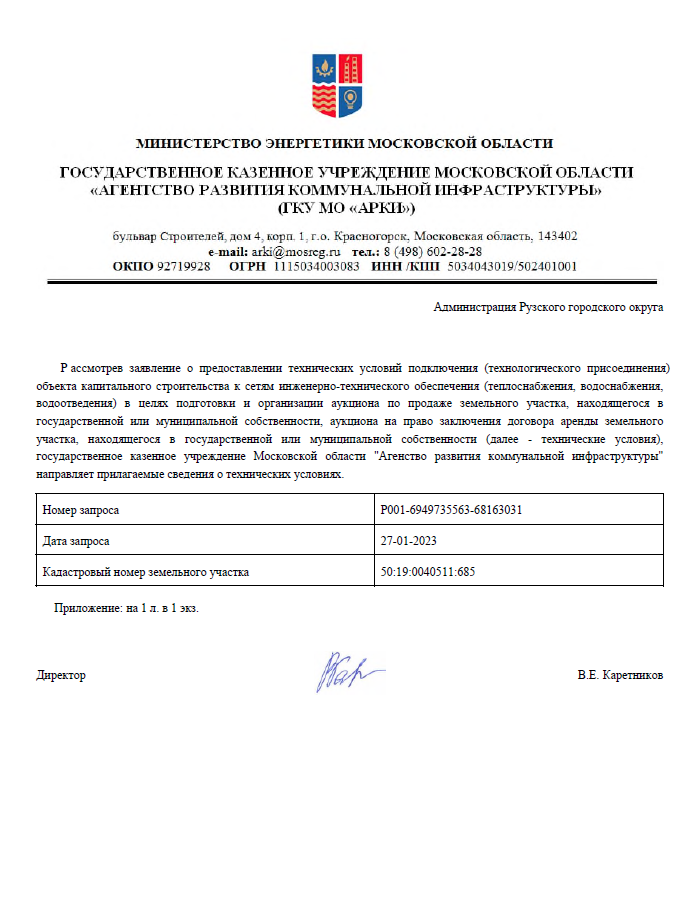 МИНИСТЕРСТВО ЭНЕРГЕТИКИ МОСКОВСКОЙ ОБЛАСТИ
ГОСУДАРСТВЕННОЕ КАЗЕННОЕ УЧРЕЖДЕНИЕ МОСКОВСКОЙ ОБЛАСТИ
«АГЕНТСТВО РАЗВИТИЯ КОММУНАЛЬНОЙ ИНФРАСТРУКТУРЫ»
(ГКУ МО «АРКИ»)
бульвар Строителей, дом 4, корп. 1, г.о. Красногорск, Московская область, 143402
e-mail: arki@mosreg.ru тел.: 8 (498) 602-28-28
ОКПО 92719928 ОГРН 1115034003083 ИНН /КПП 5034043019/502401001
Администрация Рузского городского округа
Р ассмотрев заявление о предоставлении технических условий подключения (технологического присоединения)
объекта капитального строительства к сетям инженерно-технического обеспечения (теплоснабжения, водоснабжения,
водоотведения) в целях подготовки и организации аукциона по продаже земельного участка, находящегося в
государственной или муниципальной собственности, аукциона на право заключения договора аренды земельного
участка, находящегося в государственной или муниципальной собственности (далее - технические условия),
государственное казенное учреждение Московской области "Агенство развития коммунальной инфраструктуры"
направляет прилагаемые сведения о технических условиях.
Номер запроса P001-6949735563-68163031
Дата запроса 27-01-2023
Кадастровый номер земельного участка 50:19:0040511:685
Приложение: на 1 л. в 1 экз.
Директор В.Е. Каретников